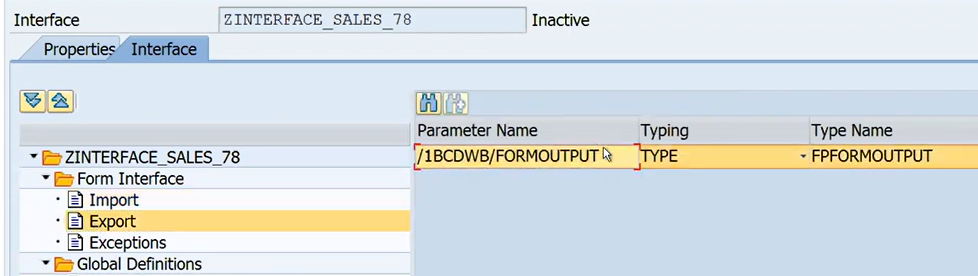 Interface ZINTERFACE_SALES_78 Inactive
Properties Interface
Parameter Name Typing Type Name
/1BCDWB/FORMOUTPUT TYPE FPFORMOUTPUT
ZINTERFACE_SALES_78
Form Interface
Import
Export
Exceptions
Global Definitions